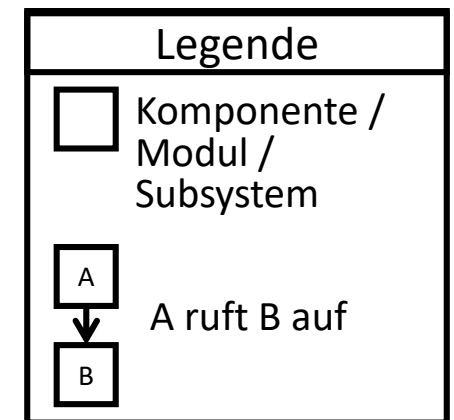 Legende
Komponente /
Modul /
Subsystem
A
A ruft B auf
B